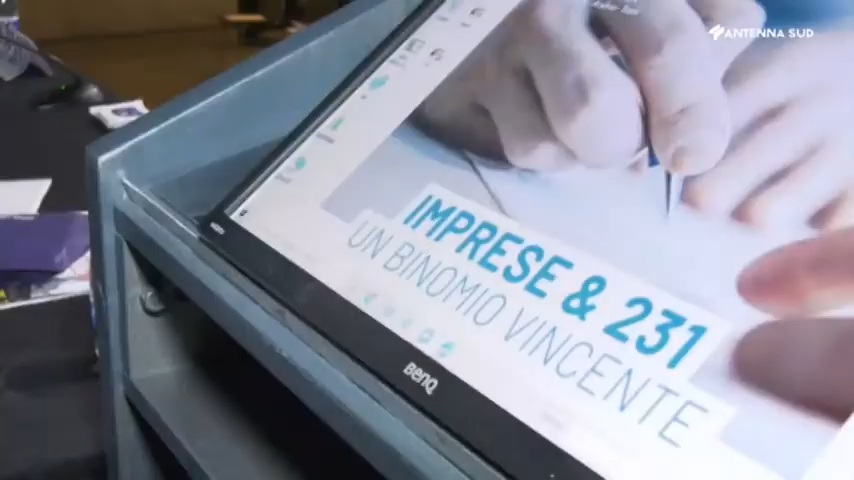 ANTENNA SUD
IMPRESE & 231
UN BINOMIO VINCENTE
BenQ